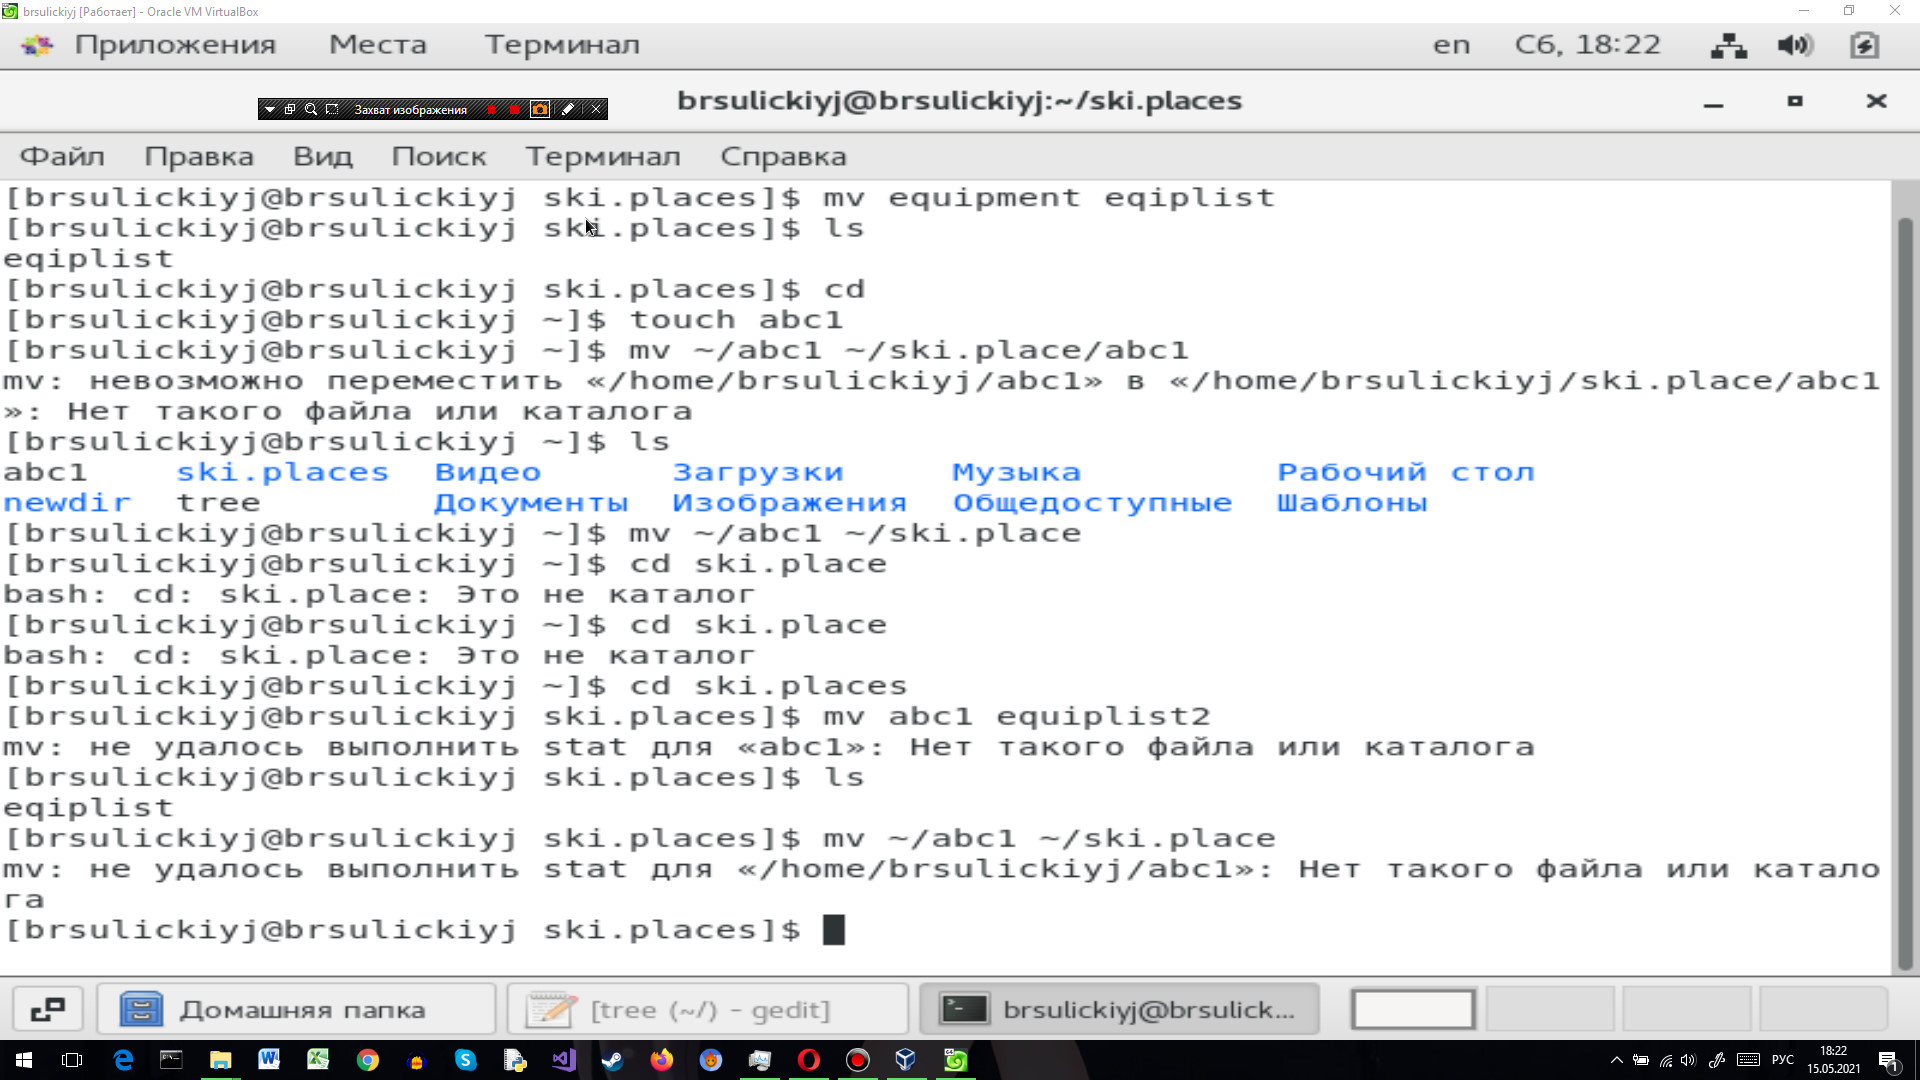 brsulickiyj [Работает] - Oracle VM VirtualBox
Приложения Места Терминал en Сб, 18:22
Захват изображения
brsulickiyj@brsulickiyj:~/ski.places
Файл Правка Вид Поиск Терминал Справка
[brsulickiyj@brsulickiyj ski.places]$ mv equipment eqiplist
[brsulickiyj@brsulickiyj ski.places]$ ls
eqiplist
[brsulickiyj@brsulickiyj ski.places]$ cd
[brsulickiyj@brsulickiyj ~]$ touch abc1
[brsulickiyj@brsulickiyj ~]$ mv ~/abc1 ~/ski.place/abc1
mv: невозможно переместить «/home/brsulickiyj/abc1» в «/home/brsulickiyj/ski.place/abc1
»: Нет такого файла или каталога
[brsulickiyj@brsulickiyj ~]$ ls
abc1 ski.places Видео Загрузки Музыка Рабочий стол
newdir tree Документы Изображения Общедоступные Шаблоны
[brsulickiyj@brsulickiyj ~]$ mv ~/abc1 ~/ski.place
[brsulickiyj@brsulickiyj ~]$ cd ski.place
bash: cd: ski.place: Это не каталог
[brsulickiyj@brsulickiyj ~]$ cd ski.place
bash: cd: ski.place: Это не каталог
[brsulickiyj@brsulickiyj ~]$ cd ski.places
[brsulickiyj@brsulickiyj ski.places]$ mv abc1 equiplist2
mv: не удалось выполнить stat для «abc1»: Нет такого файла или каталога
[brsulickiyj@brsulickiyj ski.places]$ ls
eqiplist
[brsulickiyj@brsulickiyj ski.places]$ mv ~/abc1 ~/ski.place
mv: не удалось выполнить stat для «/home/brsulickiyj/abc1»: Нет такого файла или катало
га
[brsulickiyj@brsulickiyj ski.places]$
Домашняя папка [tree (~/) - gedit] brsulickiyj@brsulick...
РУС 18:22
15.05.2021